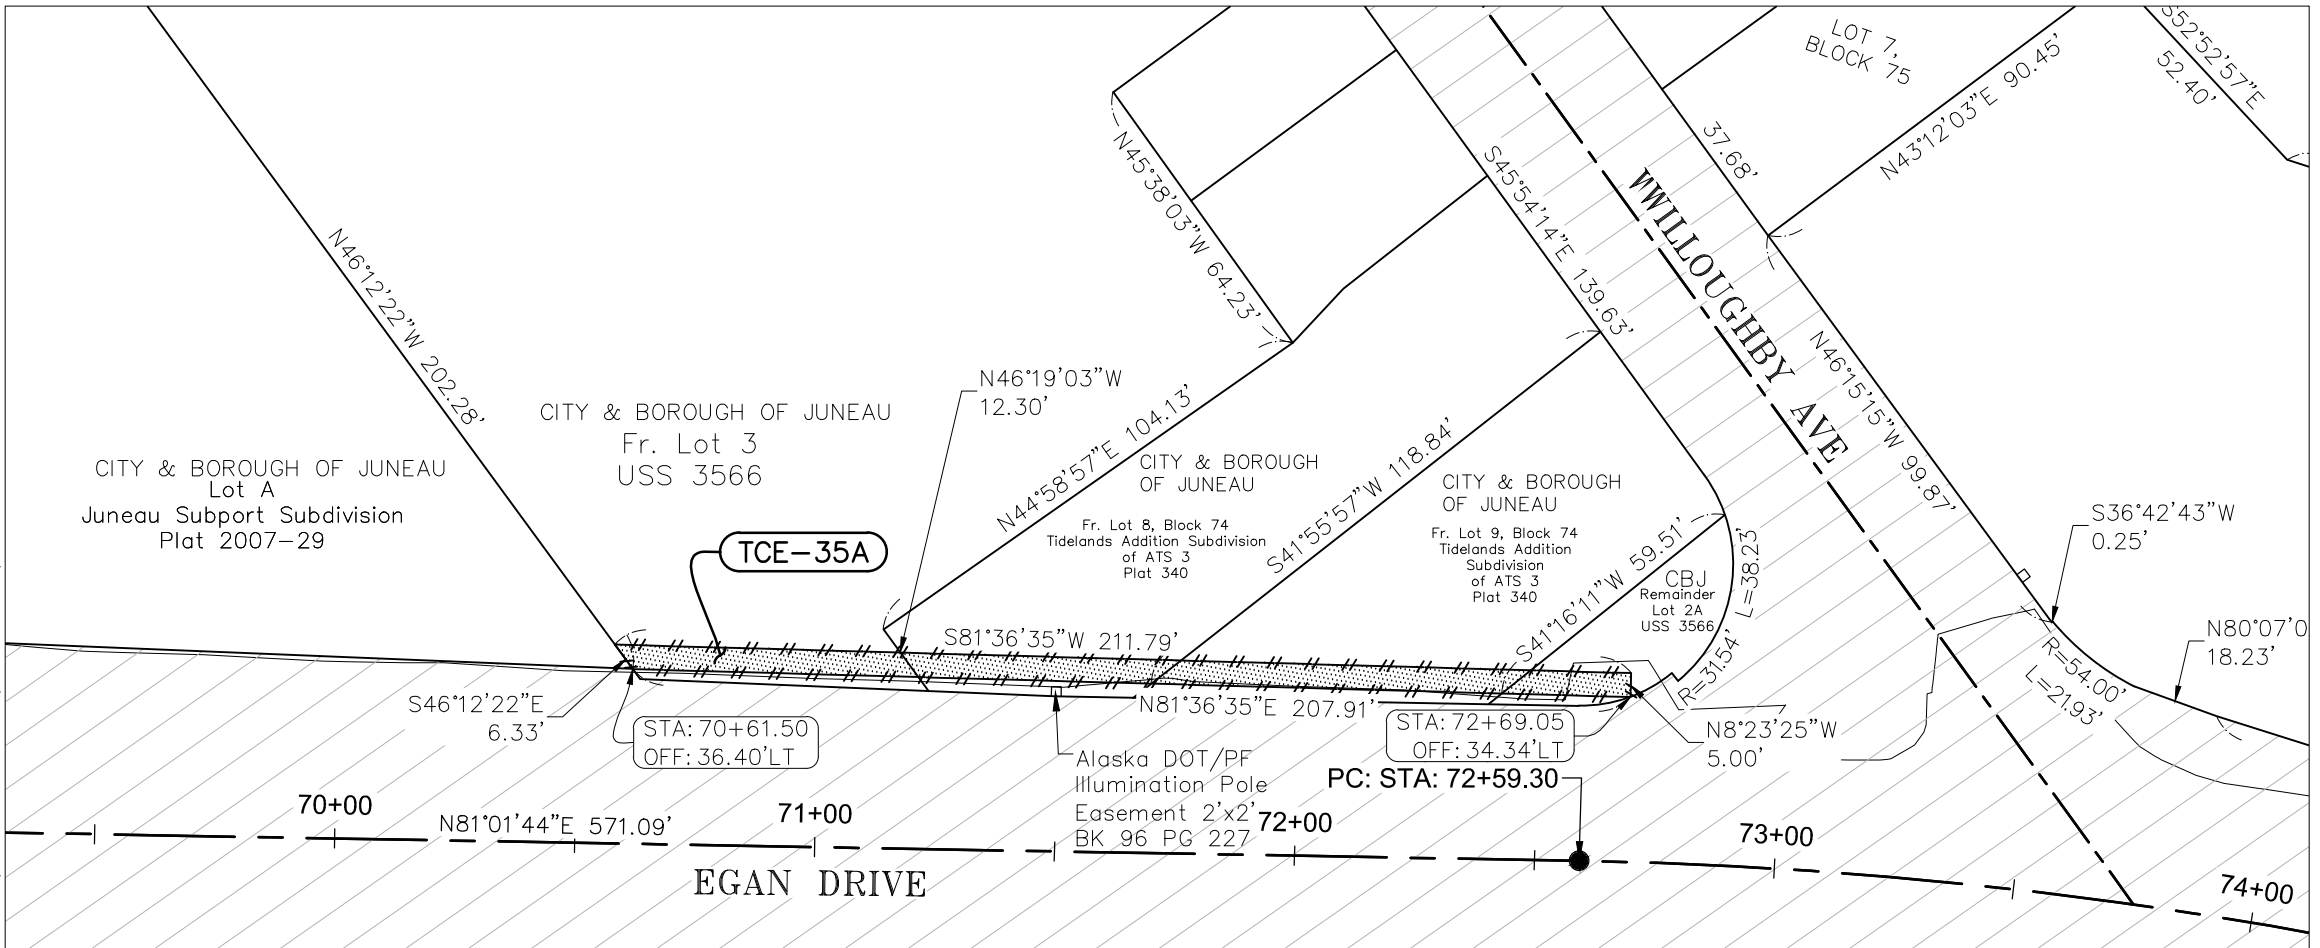 LOT 7,
BLOCK 75
S52°52'57"E
52.40'
N43°12'03"E 90.45'
37.68'
N45°38'03"W 64.23'
S45°54'14"E 139.63'
WWILLOUGHBY AVE
N46°15'15"W 99.87'
N46°12'22"W 202.28'
N46°19'03"W
12.30'
CITY & BOROUGH OF JUNEAU
Fr. Lot 3
USS 3566
CITY & BOROUGH OF JUNEAU
Lot A
Juneau Subport Subdivision
Plat 2007-29
N44°58'57"E 104.13'
CITY & BOROUGH
OF JUNEAU
Fr. Lot 8, Block 74
Tidelands Addition Subdivision
of ATS 3
Plat 340
S41°55'57"W 118.84'
CITY & BOROUGH
OF JUNEAU
Fr. Lot 9, Block 74
Tidelands Addition
Subdivision
of ATS 3
Plat 340
S41°16'11"W 59.51'
CBJ
Remainder
Lot 2A
USS 3566
L=38.23'
R=31.54'
S36°42'43"W
0.25'
N80°07'0
18.23'
R=54.00'
L=21.93'
TCE-35A
S81°36'35"W 211.79'
N81°36'35"E 207.91'
S46°12'22"E
6.33'
STA: 70+61.50
OFF: 36.40'LT
STA: 72+69.05
OFF: 34.34'LT
N8°23'25"W
5.00'
Alaska DOT/PF
Illumination Pole
Easement 2'x2'
BK 96 PG 227
PC: STA: 72+59.30
70+00
N81°01'44"E 571.09'
71+00
72+00
73+00
74+00
EGAN DRIVE